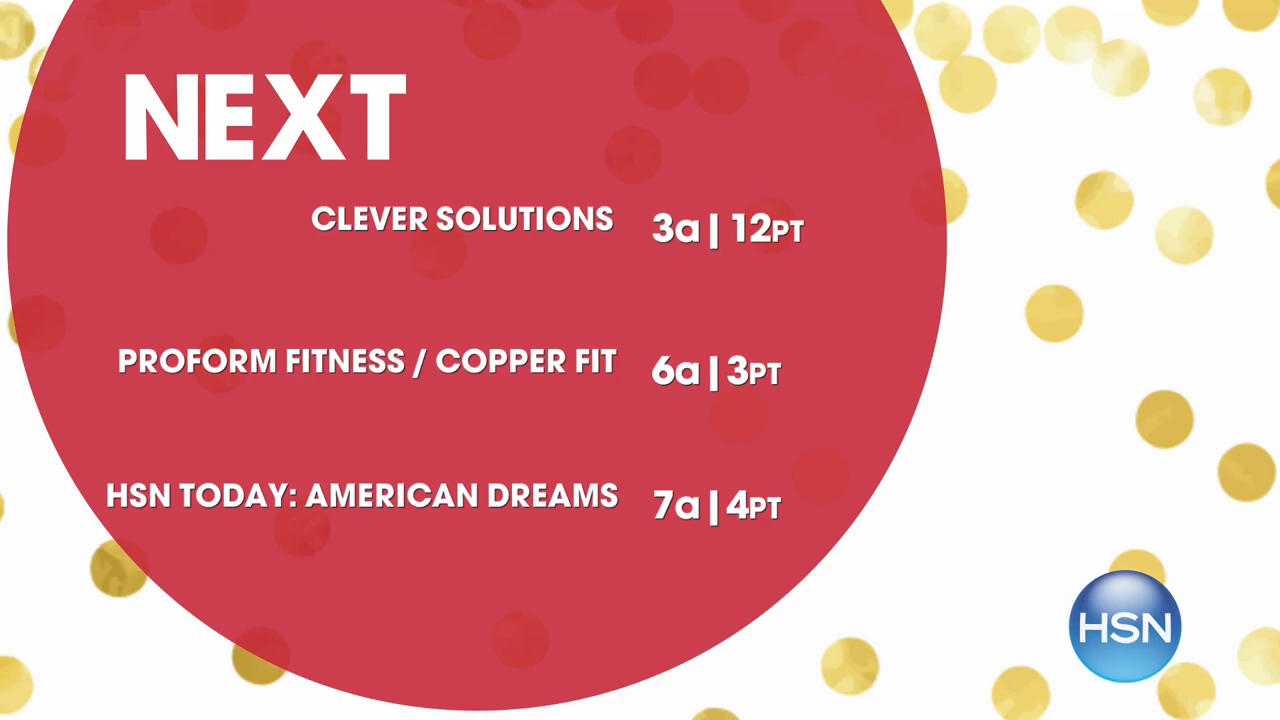 NEXT
CLEVER SOLUTIONS 3a | 12PT
PROFORM FITNESS / COPPER FIT 6a | 3PT
HSN TODAY: AMERICAN DREAMS 7a | 4PT
HSN